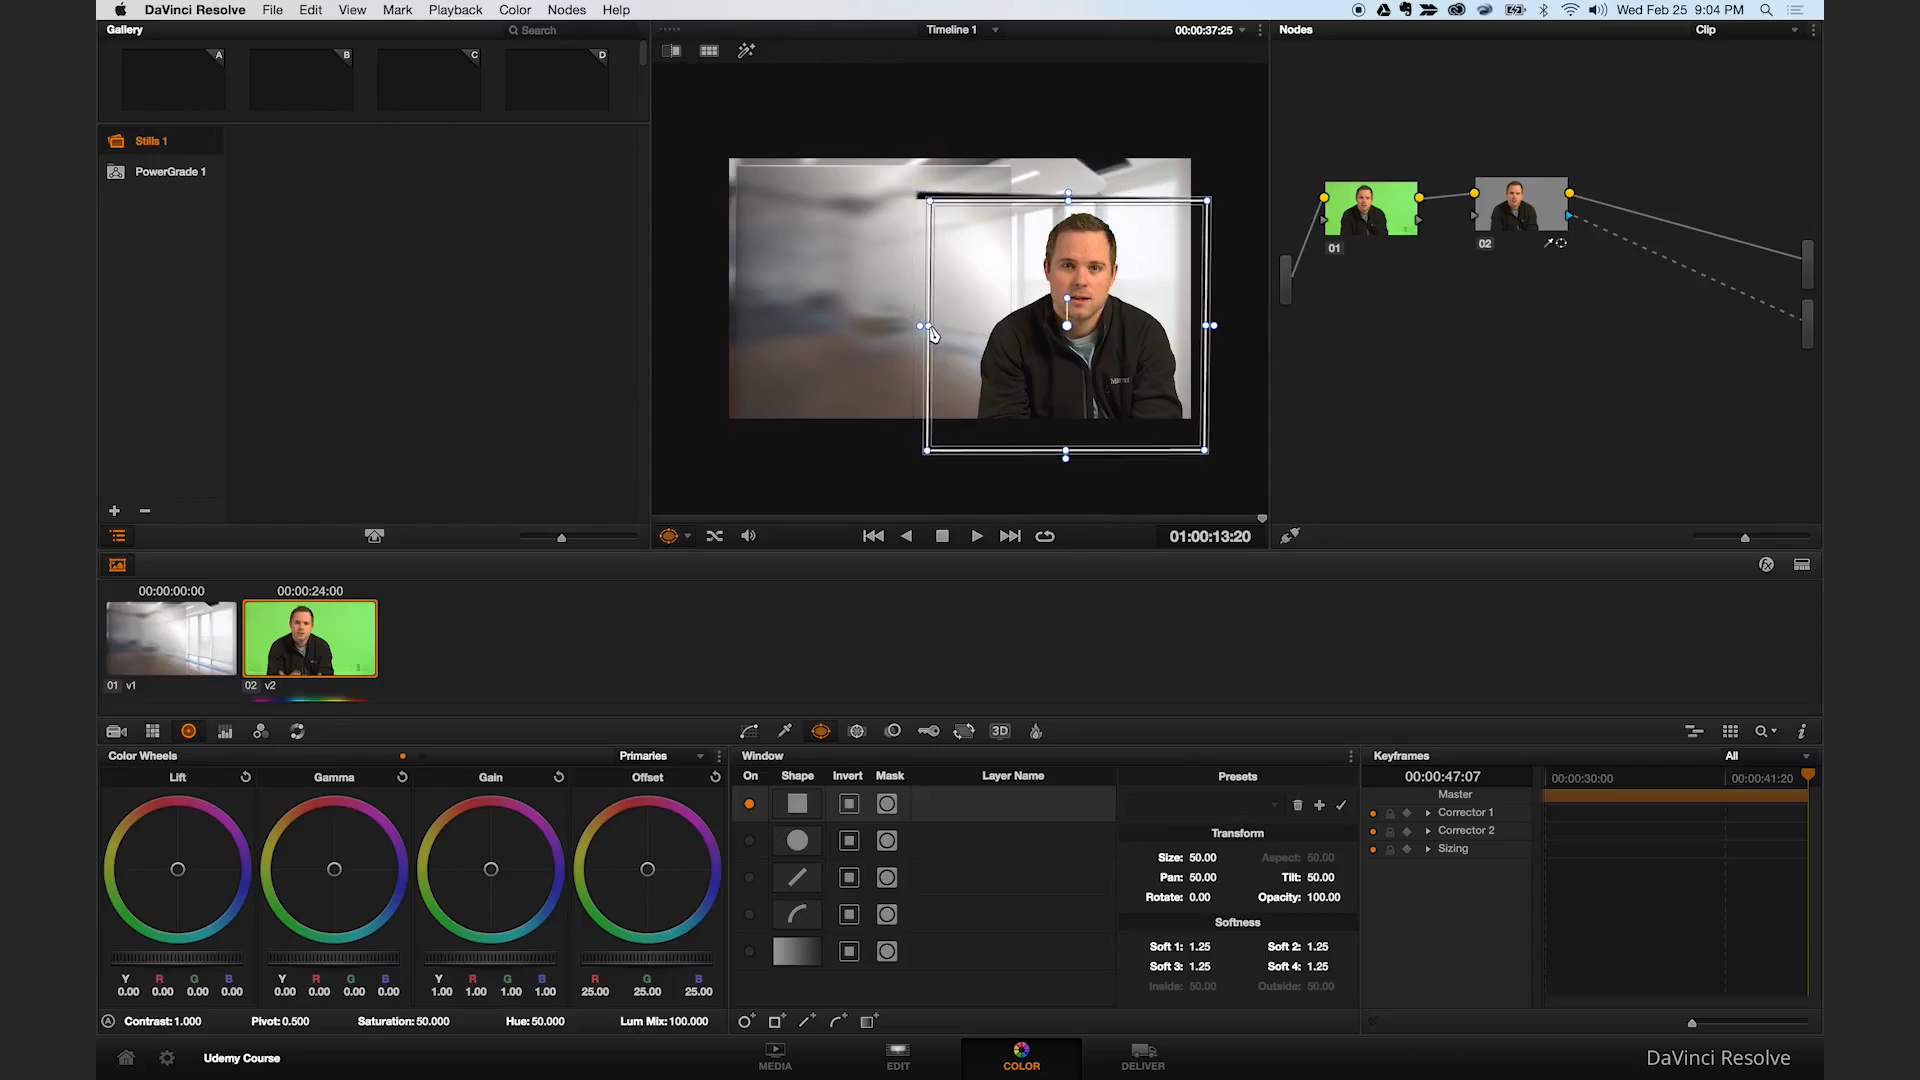 DaVinci Resolve File Edit View Mark Playback Color Session Nodes Help
Wed Feb 25 9:04 PM
Gallery
Search
Timeline 1
00:00:37:25
Nodes
Clip
A B C D
Stills 1
PowerGrade 1
01
02
01:00:13:20
00:00:00:00
00:00:24:00
01 v1
02 v2
3D
Color Wheels
Primaries
Window
Keyframes
All
Lift
Gamma
Gain
Offset
On Shape Invert Mask Layer Name
Presets
00:00:47:07
00:00:30:00
00:00:41:20
Master
Corrector 1
Corrector 2
Sizing
Transform
Size: 50.00 Aspect: 50.00
Pan: 50.00 Tilt: 50.00
Rotate: 0.00 Opacity: 100.00
Softness
Soft 1: 1.25 Soft 2: 1.25
Soft 3: 1.25 Soft 4: 1.25
Inside: 50.00 Outside: 50.00
Y R G B Y R G B Y R G B R G B
0.00 0.00 0.00 0.00 0.00 0.00 0.00 0.00 1.00 1.00 1.00 1.00 25.00 25.00 25.00
A Contrast:1.000 Pivot:0.500 Saturation:50.000 Hue:50.000 Lum Mix:100.000
Udemy Course
MEDIA
EDIT
COLOR
DELIVER
DaVinci Resolve